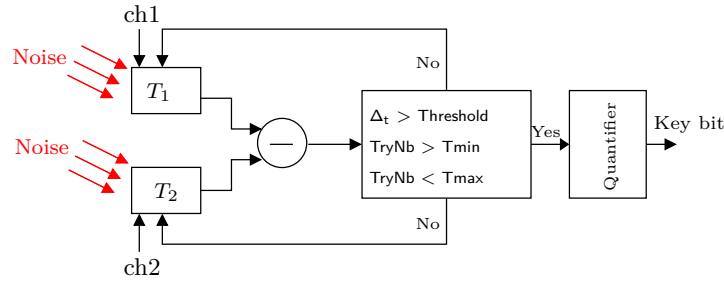 ch1
Noise
No
T1
Δt > Threshold
TryNb > Tmin
TryNb < Tmax
Yes
Quantifier
Key bit
—
Noise
T2
No
ch2